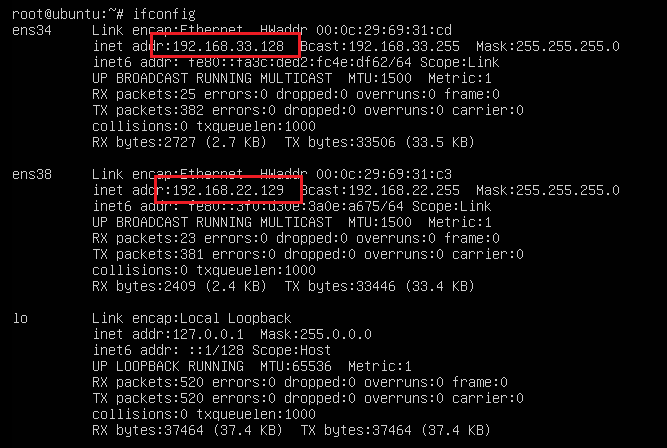 root@ubuntu:~# ifconfig
ens34 Link encap:Ethernet HWaddr 00:0c:29:69:31:cd
inet addr:192.168.33.128 Bcast:192.168.33.255 Mask:255.255.255.0
inet6 addr: fe80::fa3c:ded2:fc4e:df62/64 Scope:Link
UP BROADCAST RUNNING MULTICAST MTU:1500 Metric:1
RX packets:25 errors:0 dropped:0 overruns:0 frame:0
TX packets:382 errors:0 dropped:0 overruns:0 carrier:0
collisions:0 txqueuelen:1000
RX bytes:2727 (2.7 KB) TX bytes:33506 (33.5 KB)
ens38 Link encap:Ethernet HWaddr 00:0c:29:69:31:c3
inet addr:192.168.22.129 Bcast:192.168.22.255 Mask:255.255.255.0
inet6 addr: fe80::3f0:d30e:3a0e:a675/64 Scope:Link
UP BROADCAST RUNNING MULTICAST MTU:1500 Metric:1
RX packets:23 errors:0 dropped:0 overruns:0 frame:0
TX packets:381 errors:0 dropped:0 overruns:0 carrier:0
collisions:0 txqueuelen:1000
RX bytes:2409 (2.4 KB) TX bytes:33446 (33.4 KB)
lo Link encap:Local Loopback
inet addr:127.0.0.1 Mask:255.0.0.0
inet6 addr: ::1/128 Scope:Host
UP LOOPBACK RUNNING MTU:65536 Metric:1
RX packets:520 errors:0 dropped:0 overruns:0 frame:0
TX packets:520 errors:0 dropped:0 overruns:0 carrier:0
collisions:0 txqueuelen:1000
RX bytes:37464 (37.4 KB) TX bytes:37464 (37.4 KB)